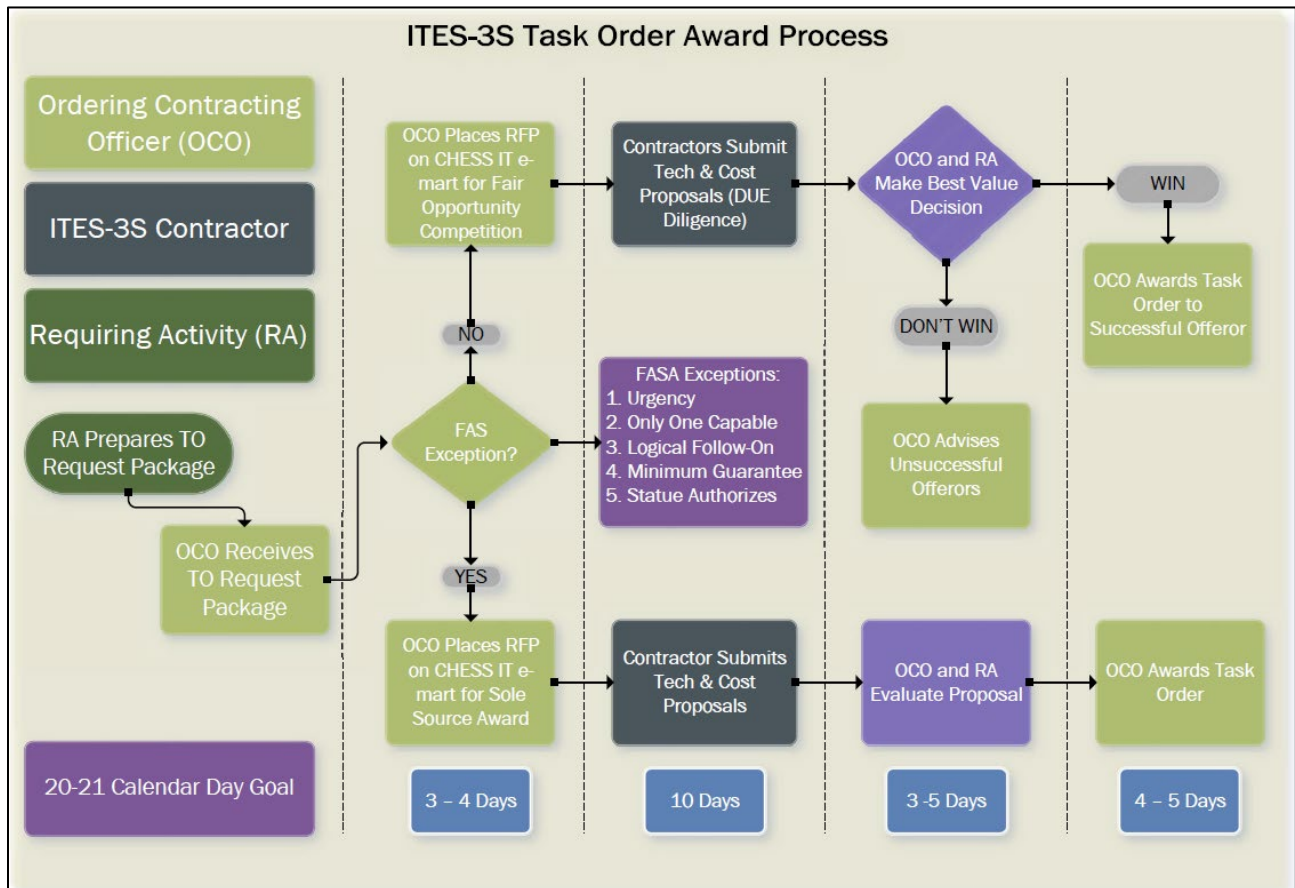 ITES-3S Task Order Award Process
Ordering Contracting
Officer (OCO)
ITES-3S Contractor
Requiring Activity (RA)
RA Prepares TO
Request Package
OCO Receives
TO Request
Package
20-21 Calendar Day Goal
OCO Places RFP
on CHESS IT e-
mart for Fair
Opportunity
Competition
NO
FAS
Exception?
YES
OCO Places RFP
on CHESS IT e-
mart for Sole
Source Award
3 – 4 Days
Contractors Submit
Tech & Cost
Proposals (DUE
Diligence)
FASA Exceptions:
1. Urgency
2. Only One Capable
3. Logical Follow-On
4. Minimum Guarantee
5. Statue Authorizes
Contractor Submits
Tech & Cost
Proposals
10 Days
OCO and RA
Make Best Value
Decision
DON'T WIN
OCO Advises
Unsuccessful
Offerors
OCO and RA
Evaluate Proposal
3 -5 Days
WIN
OCO Awards Task
Order to
Successful Offeror
OCO Awards Task
Order
4 – 5 Days